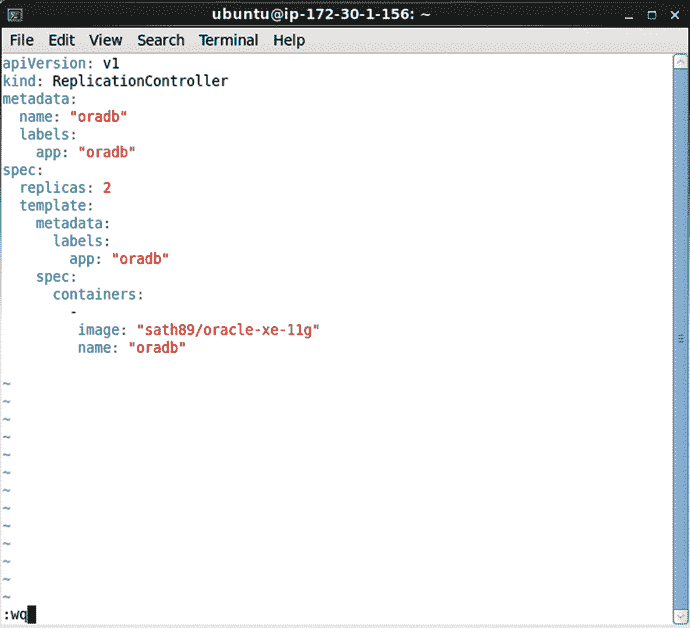 ubuntu@ip-172-30-1-156: ~
File Edit View Search Terminal Help
apiVersion: v1
kind: ReplicationController
metadata:
  name: "oradb"
  labels:
    app: "oradb"
spec:
  replicas: 2
  template:
    metadata:
      labels:
        app: "oradb"
    spec:
      containers:
        -
         image: "sath89/oracle-xe-11g"
         name: "oradb"
~
~
~
~
~
~
~
~
~
~
~
~
~
:wq